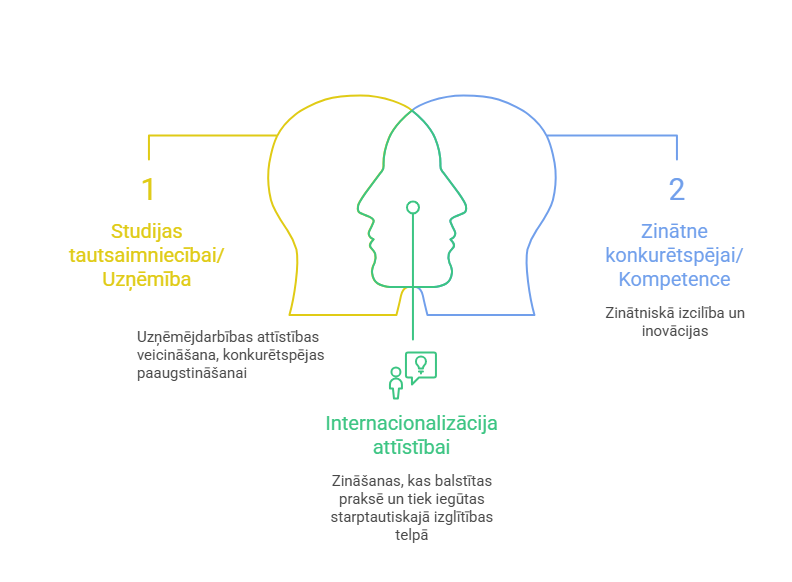 1
Studijas
tautsaimniecībai/
Uzņēmība
Uzņēmējdarbības attīstības
veicināšana, konkurētspējas
paaugstināšanai
2
Zinātne
konkurētspējai/
Kompetence
Zinātniskā izcilība un
inovācijas
Internacionalizācija
attīstībai
Zināšanas, kas balstītas
praksē un tiek iegūtas
starptautiskajā izglītības
telpā